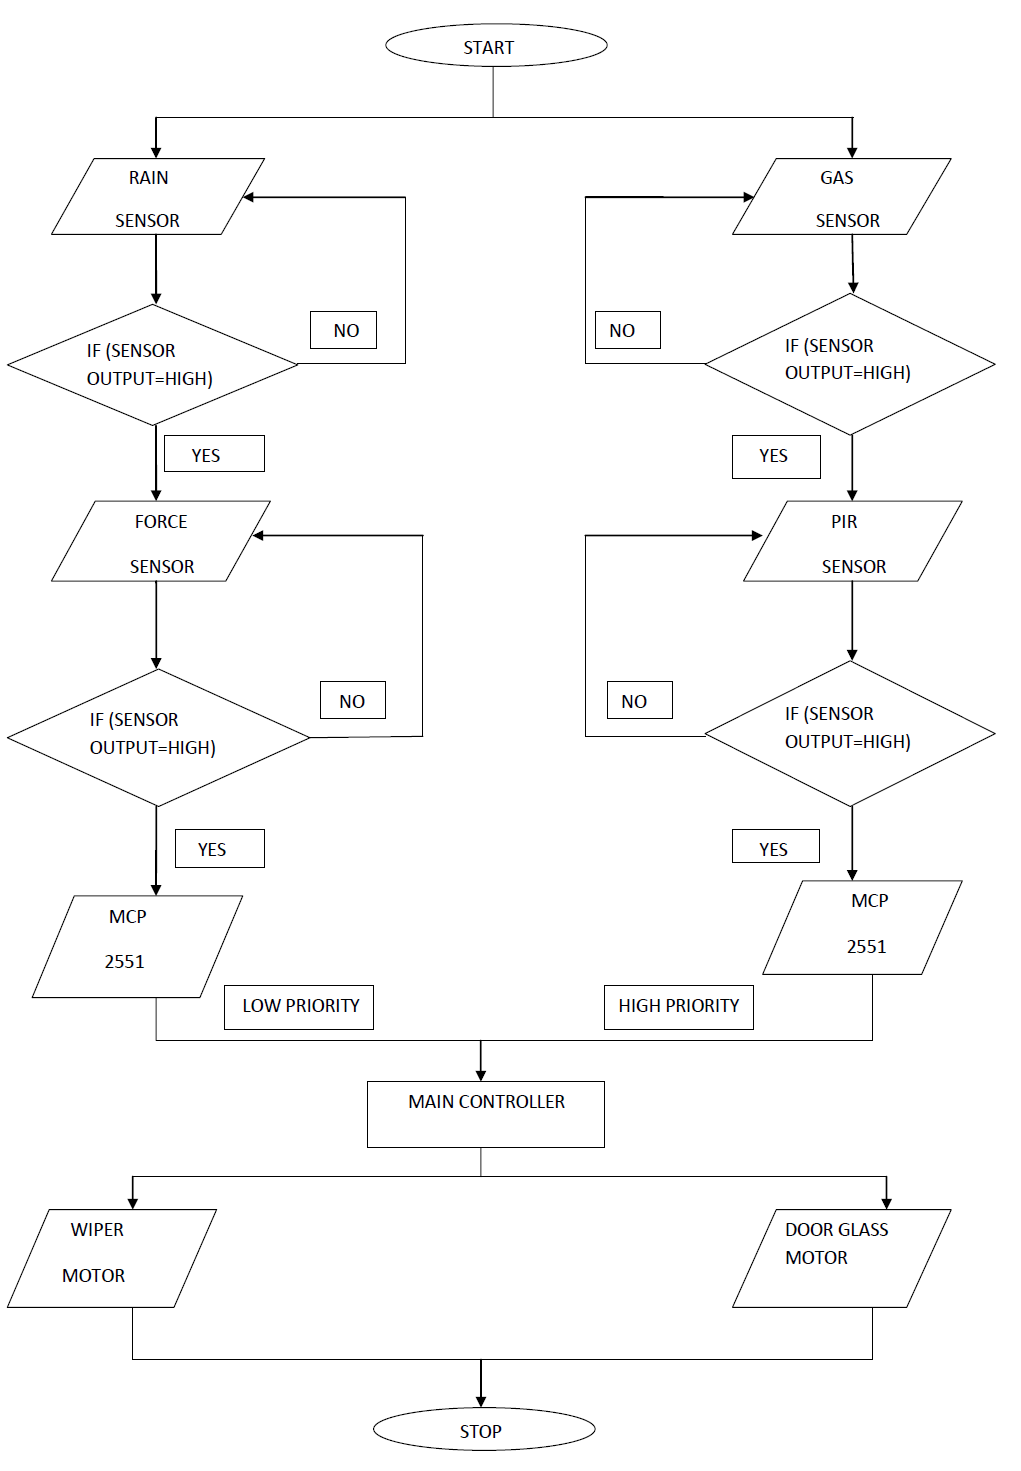 START
RAIN
SENSOR
GAS
SENSOR
NO
NO
IF (SENSOR
OUTPUT=HIGH)
IF (SENSOR
OUTPUT=HIGH)
YES
YES
FORCE
SENSOR
PIR
SENSOR
NO
NO
IF (SENSOR
OUTPUT=HIGH)
IF (SENSOR
OUTPUT=HIGH)
YES
YES
MCP
2551
MCP
2551
LOW PRIORITY
HIGH PRIORITY
MAIN CONTROLLER
WIPER
MOTOR
DOOR GLASS
MOTOR
STOP